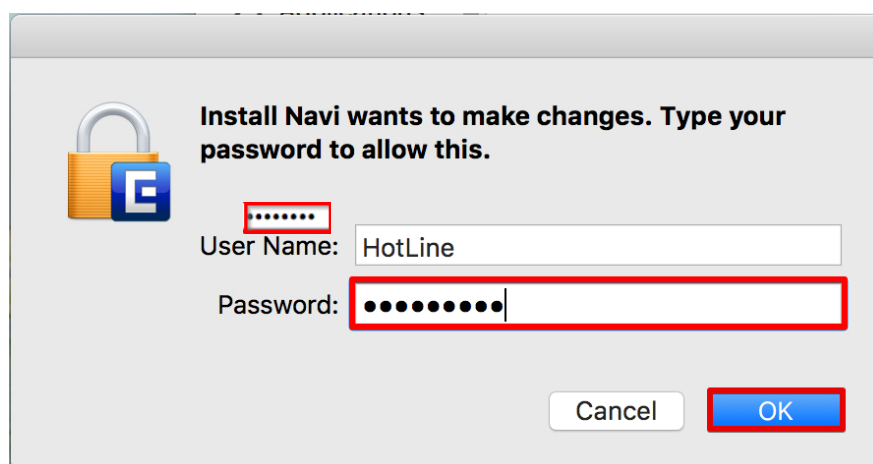 Install Navi wants to make changes. Type your
password to allow this.
••••••••
User Name: HotLine
Password: •••••••••
Cancel OK